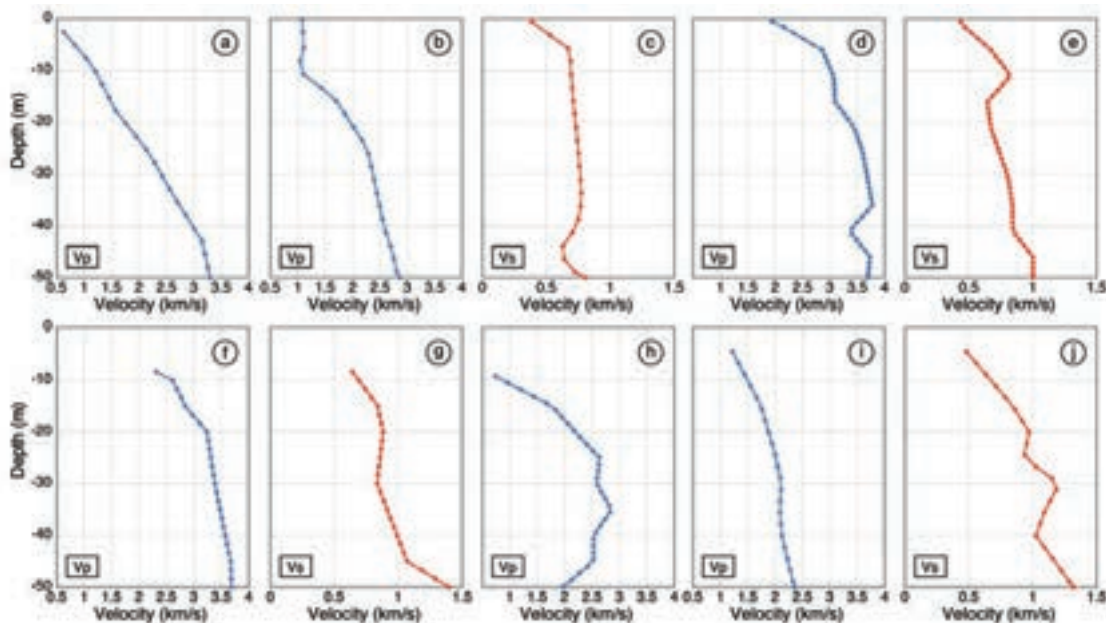 0 a b c d e
-10
-20
-30
-40
-50
Depth (m)
Vp Vp Vs Vp Vs
0.5 1 1.5 2 2.5 3 3.5 4 0.5 1 1.5 2 2.5 3 3.5 4 0 0.5 1 1.5 0.5 1 1.5 2 2.5 3 3.5 4 0 0.5 1 1.5
Velocity (km/s) Velocity (km/s) Velocity (km/s) Velocity (km/s) Velocity (km/s)
0 f g h i j
-10
-20
-30
-40
-50
Depth (m)
Vp Vs Vp Vp Vs
0.5 1 1.5 2 2.5 3 3.5 4 0 0.5 1 1.5 0.5 1 1.5 2 2.5 3 3.5 4 0.5 1 1.5 2 2.5 3 3.5 4 0 0.5 1 1.5
Velocity (km/s) Velocity (km/s) Velocity (km/s) Velocity (km/s) Velocity (km/s)